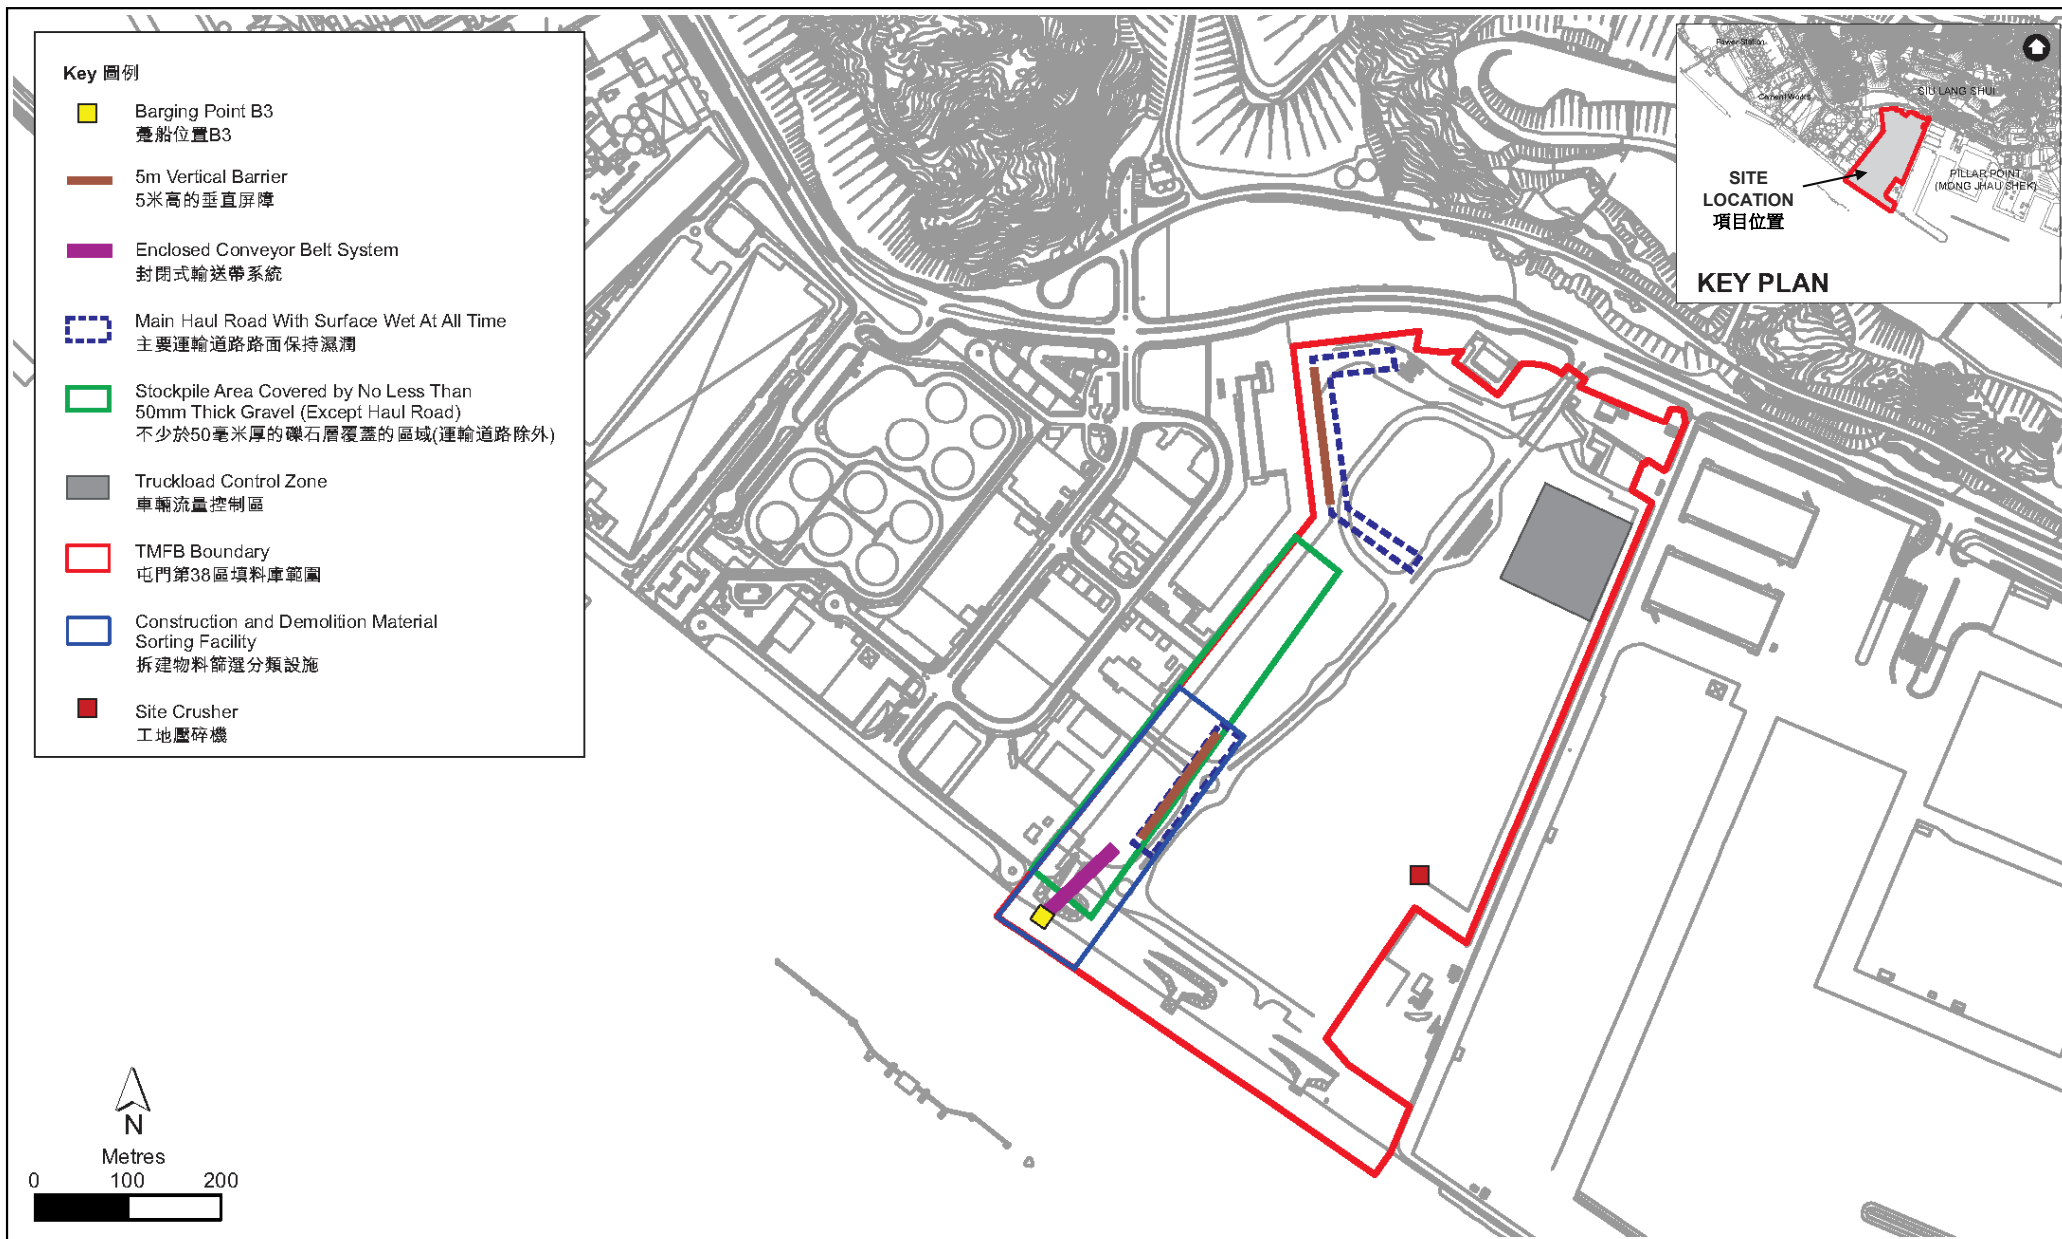 Key 圖例
Barging Point B3
躉船位置B3
5m Vertical Barrier
5米高的垂直屏障
Enclosed Conveyor Belt System
封閉式輸送帶系統
Main Haul Road With Surface Wet At All Time
主要運輸道路路面保持濕潤
Stockpile Area Covered by No Less Than
50mm Thick Gravel (Except Haul Road)
不少於50毫米厚的礫石層覆蓋的區域(運輸道路除外)
Truckload Control Zone
車輛流量控制區
TMFB Boundary
屯門第38區填料庫範圍
Construction and Demolition Material
Sorting Facility
拆建物料篩選分類設施
Site Crusher
工地壓碎機
N
Metres
0 100 200
Power Station
Cement Works
SIU LANG SHUI
PILLAR POINT
(MONG JHAU SHEK)
SITE
LOCATION
項目位置
KEY PLAN